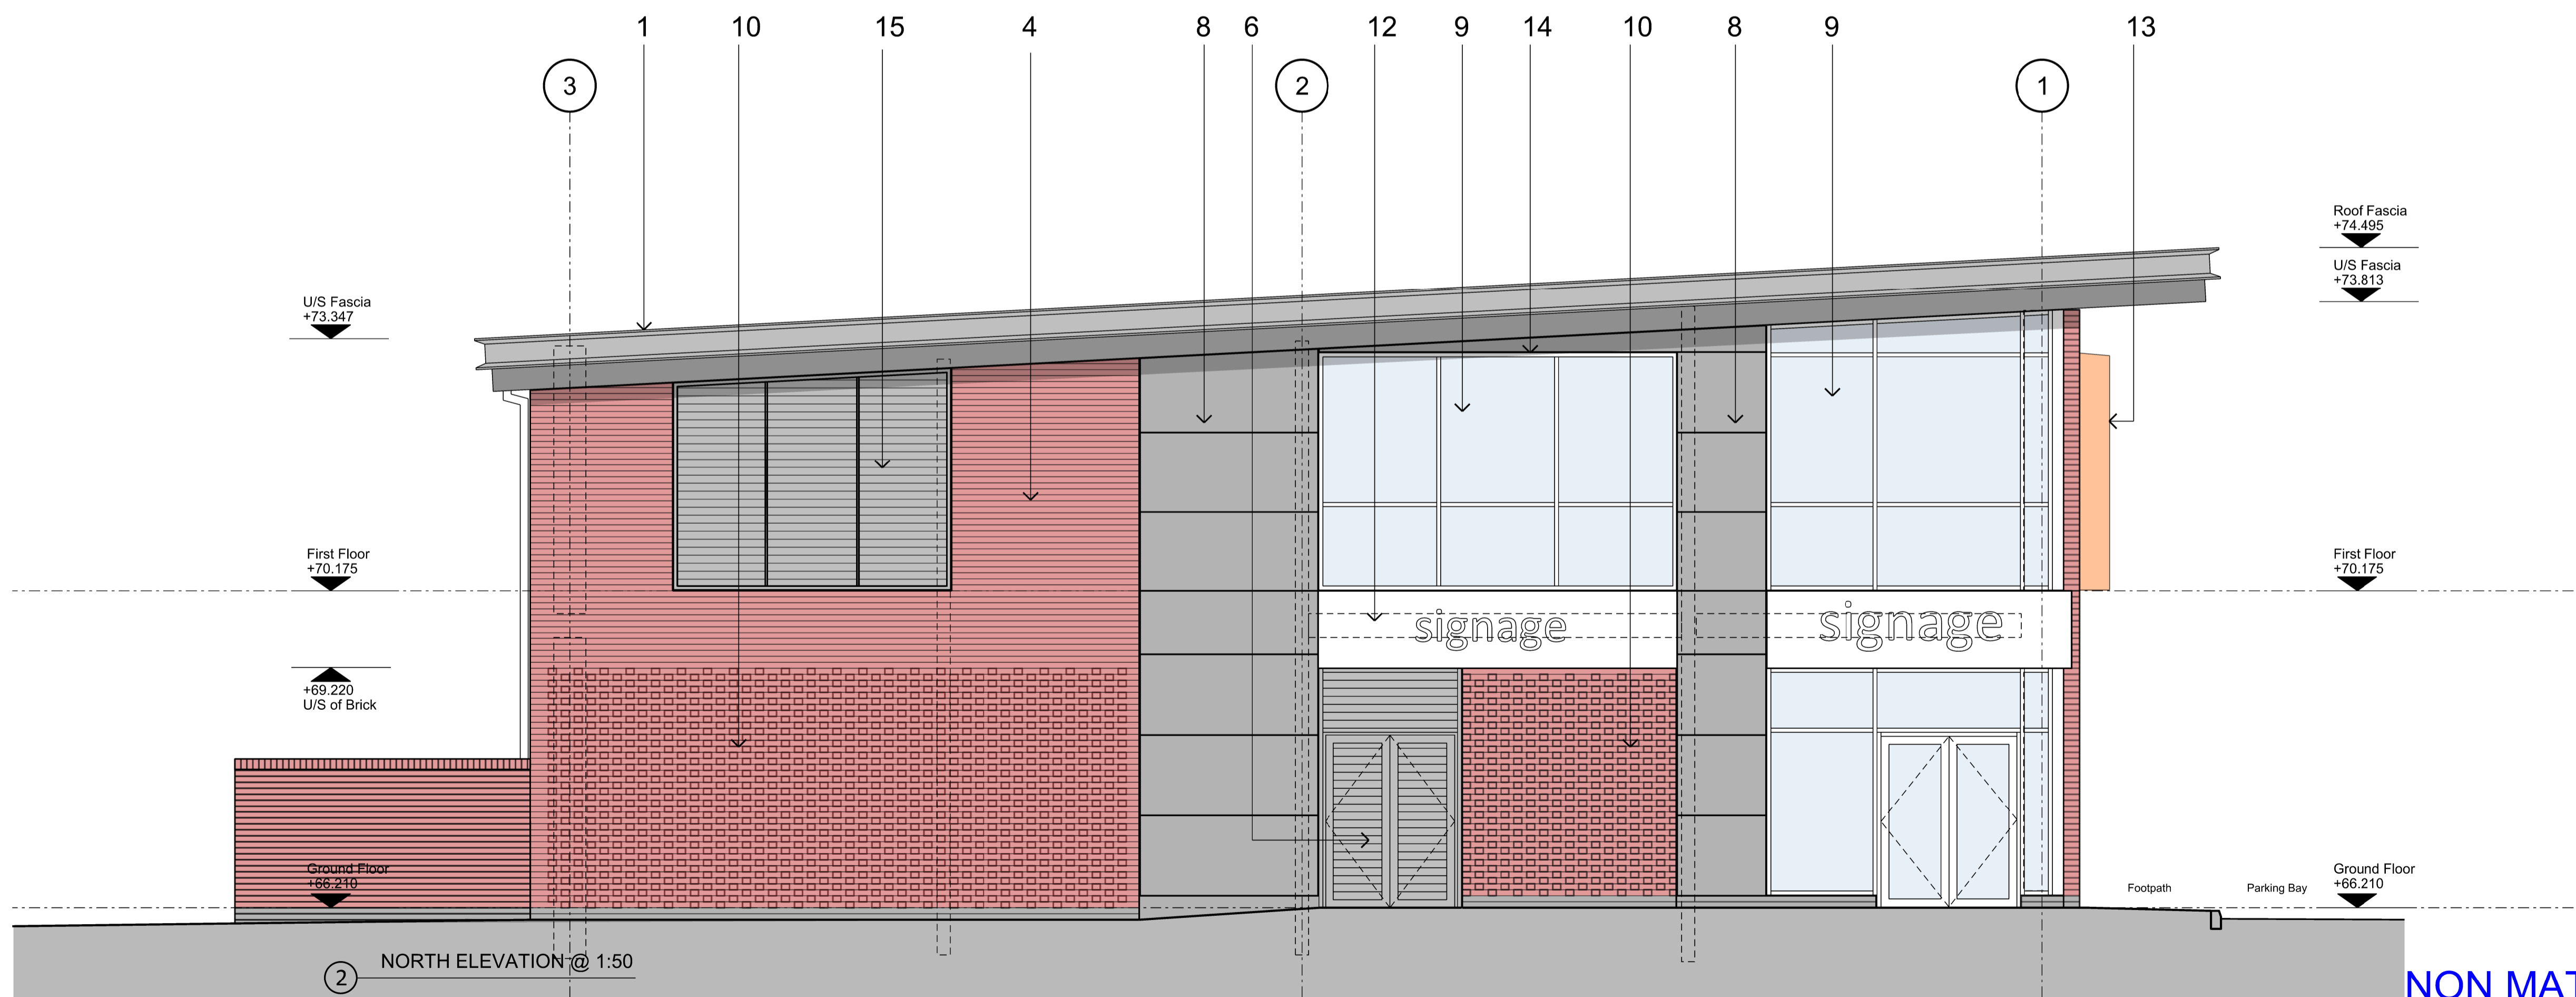 1 10 15 4 8 6 12 9 14 10 8 9 13
3 2 1
Roof Fascia
+74.495
U/S Fascia
+73.813
U/S Fascia
+73.347
First Floor
+70.175
First Floor
+70.175
signage signage
+69.220
U/S of Brick
Ground Floor
+66.210
Footpath Parking Bay
Ground Floor
+66.210
2 NORTH ELEVATION @ 1:50
NON MAT